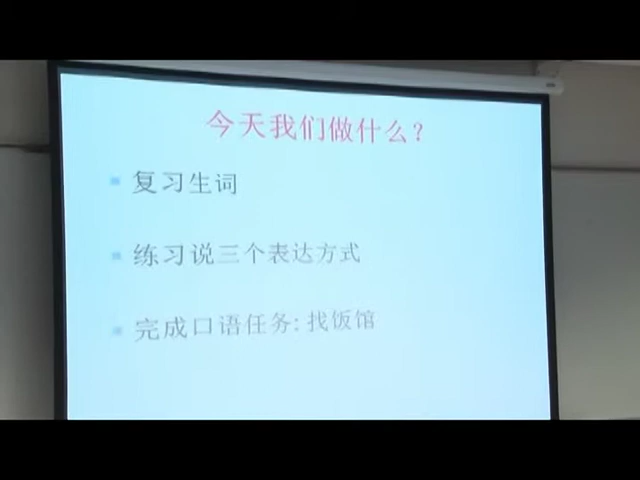 今天我们做什么?
复习生词
练习说三个表达方式
完成口语任务: 找饭馆